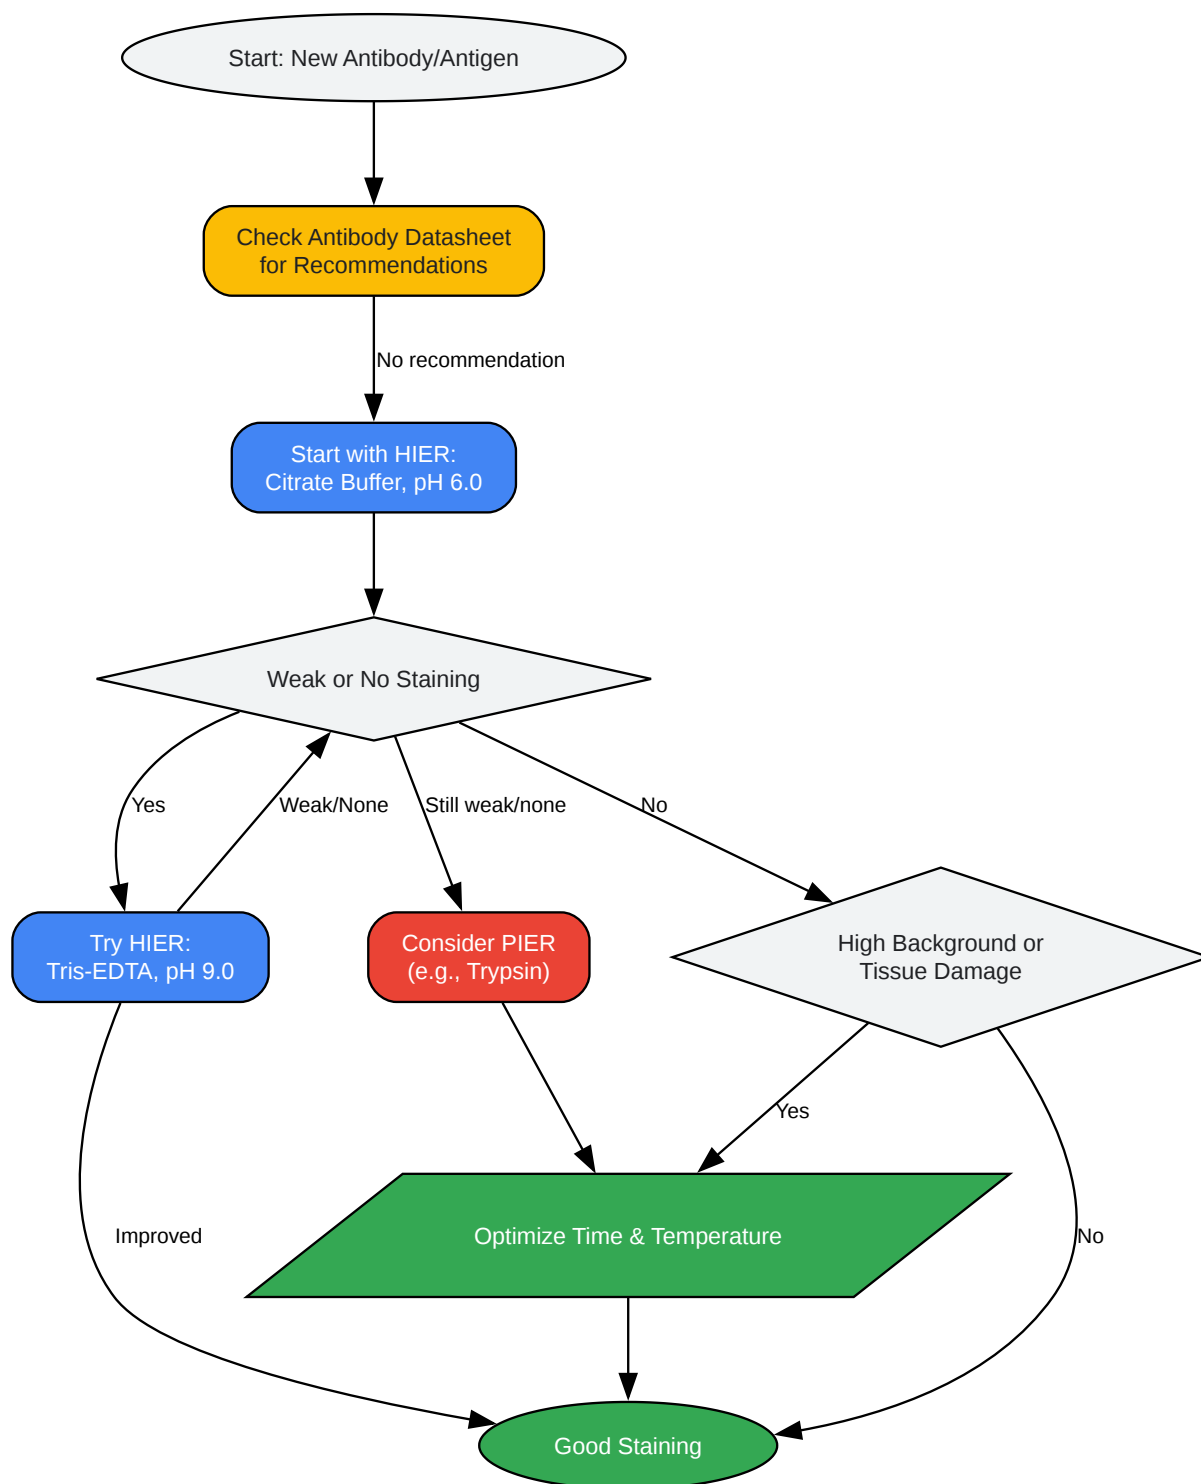 Start: New Antibody/Antigen
Check Antibody Datasheet
for Recommendations
No recommendation
Start with HIER:
Citrate Buffer, pH 6.0
Weak or No Staining
Yes
Weak/None
Still weak/none
No
Try HIER:
Tris-EDTA, pH 9.0
Consider PIER
(e.g., Trypsin)
High Background or
Tissue Damage
Yes
Improved
Optimize Time & Temperature
No
Good Staining